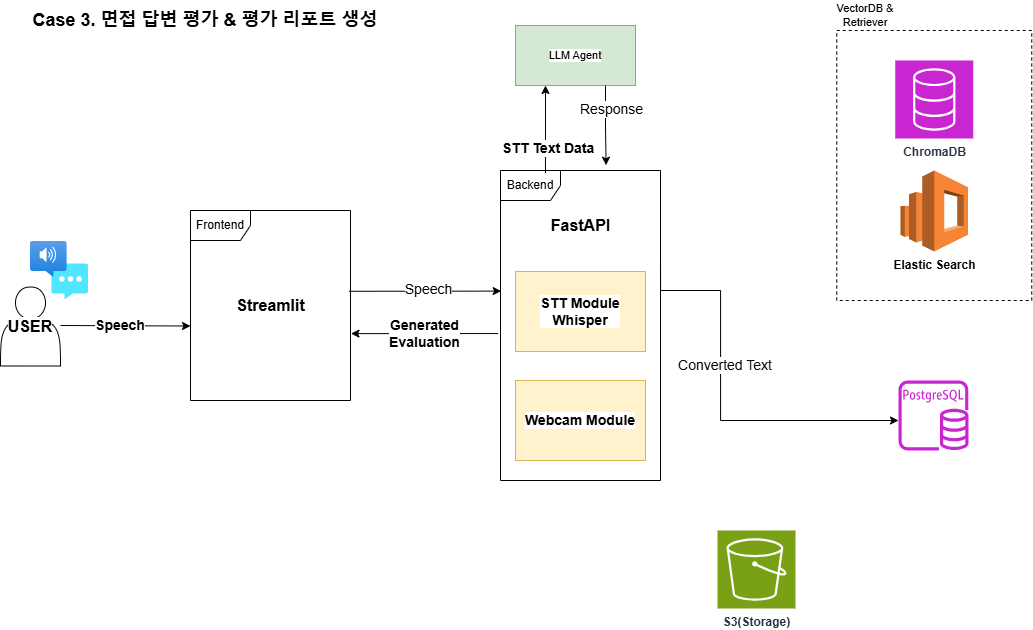 Case 3. 면접 답변 평가 & 평가 리포트 생성
VectorDB &
Retriever
LLM Agent
Response
STT Text Data
ChromaDB
Elastic Search
Backend
FastAPI
Frontend
Streamlit
USER
Speech
Speech
Generated
Evaluation
STT Module
Whisper
Webcam Module
Converted Text
PostgreSQL
S3(Storage)